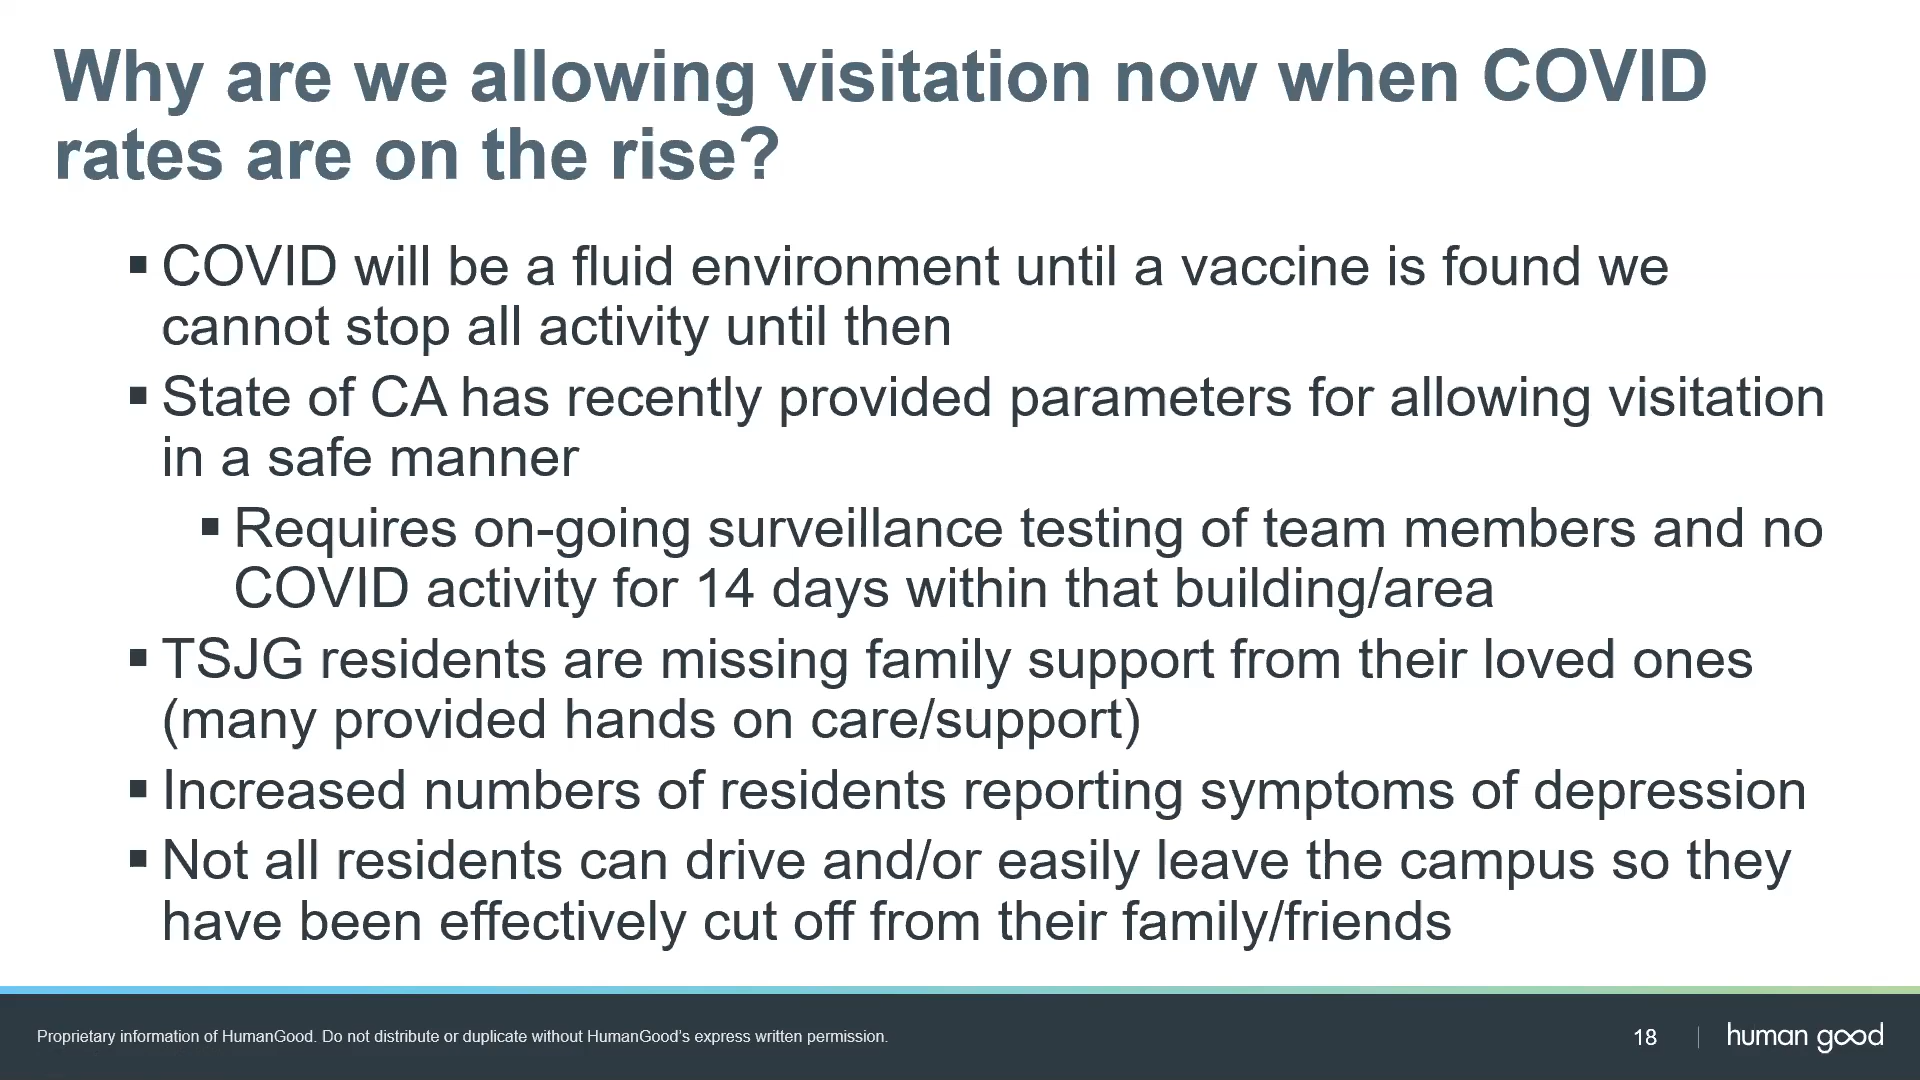 Why are we allowing visitation now when COVID
rates are on the rise?
▪ COVID will be a fluid environment until a vaccine is found we
cannot stop all activity until then
▪ State of CA has recently provided parameters for allowing visitation
in a safe manner
▪ Requires on-going surveillance testing of team members and no
COVID activity for 14 days within that building/area
▪ TSJG residents are missing family support from their loved ones
(many provided hands on care/support)
▪ Increased numbers of residents reporting symptoms of depression
▪ Not all residents can drive and/or easily leave the campus so they
have been effectively cut off from their family/friends
Proprietary information of HumanGood. Do not distribute or duplicate without HumanGood's express written permission.
18 | human good